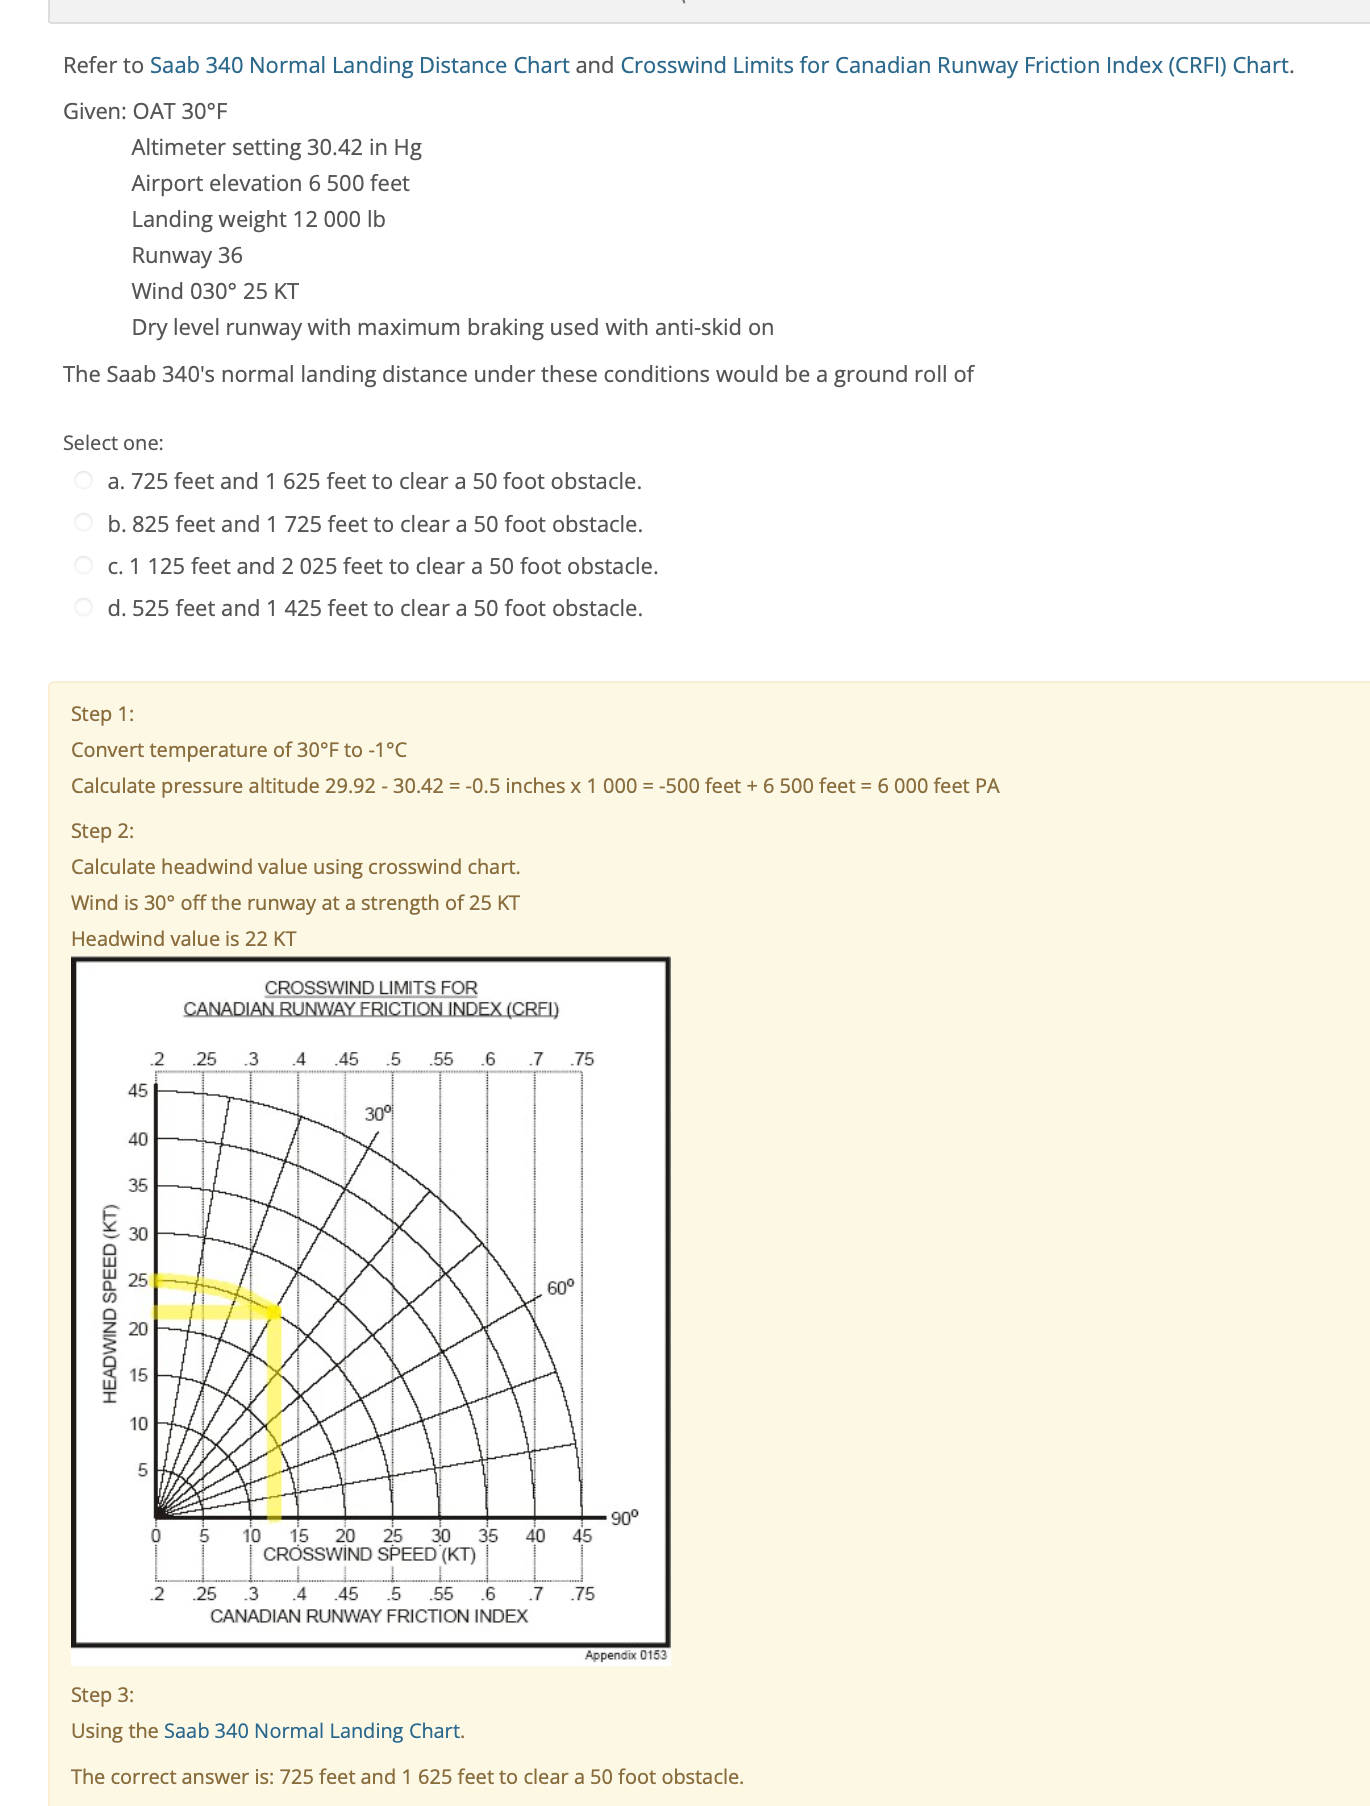 Refer to Saab 340 Normal Landing Distance Chart and Crosswind Limits for Canadian Runway Friction Index (CRFI) Chart.
Given: OAT 30°F
Altimeter setting 30.42 in Hg
Airport elevation 6 500 feet
Landing weight 12 000 lb
Runway 36
Wind 030° 25 KT
Dry level runway with maximum braking used with anti-skid on
The Saab 340's normal landing distance under these conditions would be a ground roll of
Select one:
a. 725 feet and 1 625 feet to clear a 50 foot obstacle.
b. 825 feet and 1 725 feet to clear a 50 foot obstacle.
c. 1 125 feet and 2 025 feet to clear a 50 foot obstacle.
d. 525 feet and 1 425 feet to clear a 50 foot obstacle.
Step 1:
Convert temperature of 30°F to -1°C
Calculate pressure altitude 29.92 - 30.42 = -0.5 inches x 1 000 = -500 feet + 6 500 feet = 6 000 feet PA
Step 2:
Calculate headwind value using crosswind chart.
Wind is 30° off the runway at a strength of 25 KT
Headwind value is 22 KT
CROSSWIND LIMITS FOR
CANADIAN RUNWAY FRICTION INDEX (CRFI)
.2 .25 .3 .4 .45 .5 .55 .6 .7 .75
45
30º
40
35
30
HEADWIND SPEED (KT)
25
60º
20
15
10
5
90º
0 5 10 15 20 25 30 35 40 45
CROSSWIND SPEED (KT)
.2 .25 .3 .4 .45 .5 .55 .6 .7 .75
CANADIAN RUNWAY FRICTION INDEX
Appendix 0153
Step 3:
Using the Saab 340 Normal Landing Chart.
The correct answer is: 725 feet and 1 625 feet to clear a 50 foot obstacle.